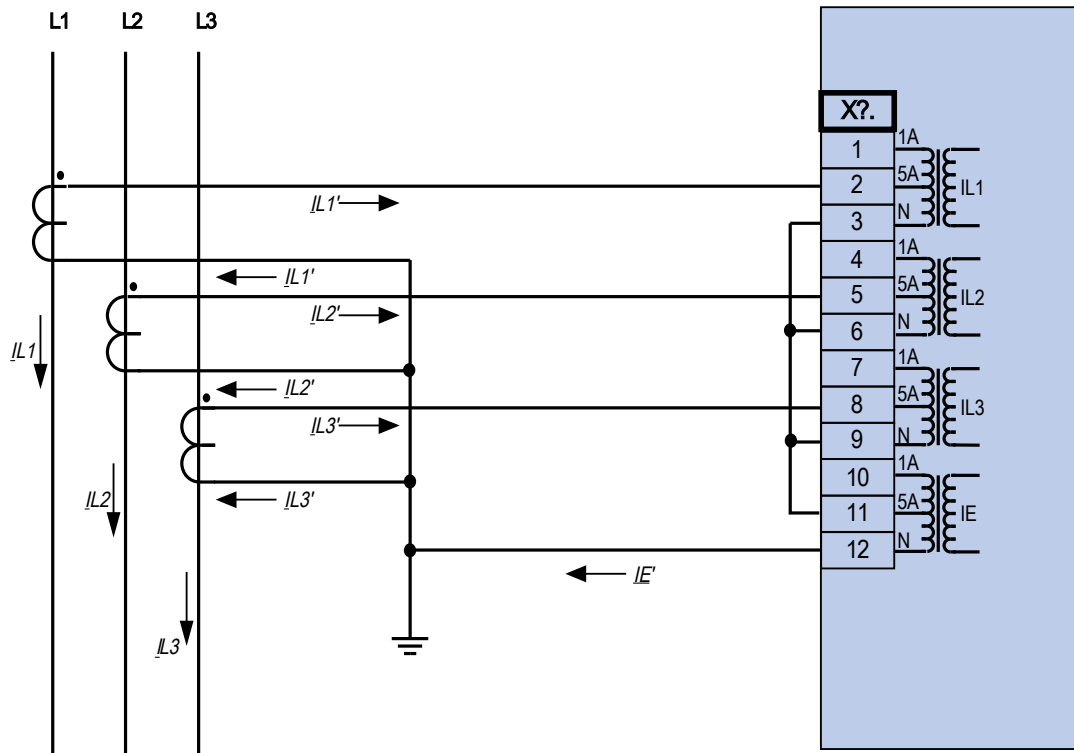 L1 L2 L3
X?.
1 1A
2 5A IL1
3 N
4 1A
5 5A IL2
6 N
7 1A
8 5A IL3
9 N
10 1A
11 5A IE
12 N
IL1'
IL1'
IL2'
IL1
IL2'
IL3'
IL2
IL3'
IE'
IL3